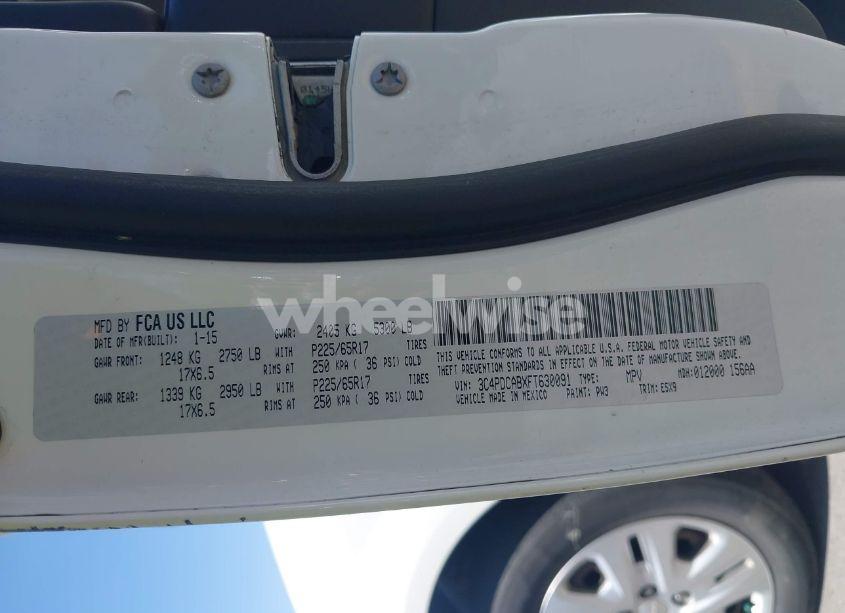 0145W
wheelwise
MFD BY FCA US LLC
DATE OF MFR(BUILT): 1-15 GVWR: 2405 KG 5300 LB
GAWR FRONT: 1248 KG 2750 LB WITH P225/65R17 TIRES
17X6.5 RIMS AT 250 KPA ( 36 PSI) COLD
GAWR REAR: 1339 KG 2950 LB WITH P225/65R17 TIRES
17X6.5 RIMS AT 250 KPA ( 36 PSI) COLD
THIS VEHICLE CONFORMS TO ALL APPLICABLE U.S.A. FEDERAL MOTOR VEHICLE SAFETY AND
THEFT PREVENTION STANDARDS IN EFFECT ON THE DATE OF MANUFACTURE SHOWN ABOVE.
VIN: 3C4PDCABXFT630091 TYPE: MPV MDH:012000 156AA
VEHICLE MADE IN MEXICO PAINT: PW3 TRIM: ESX9